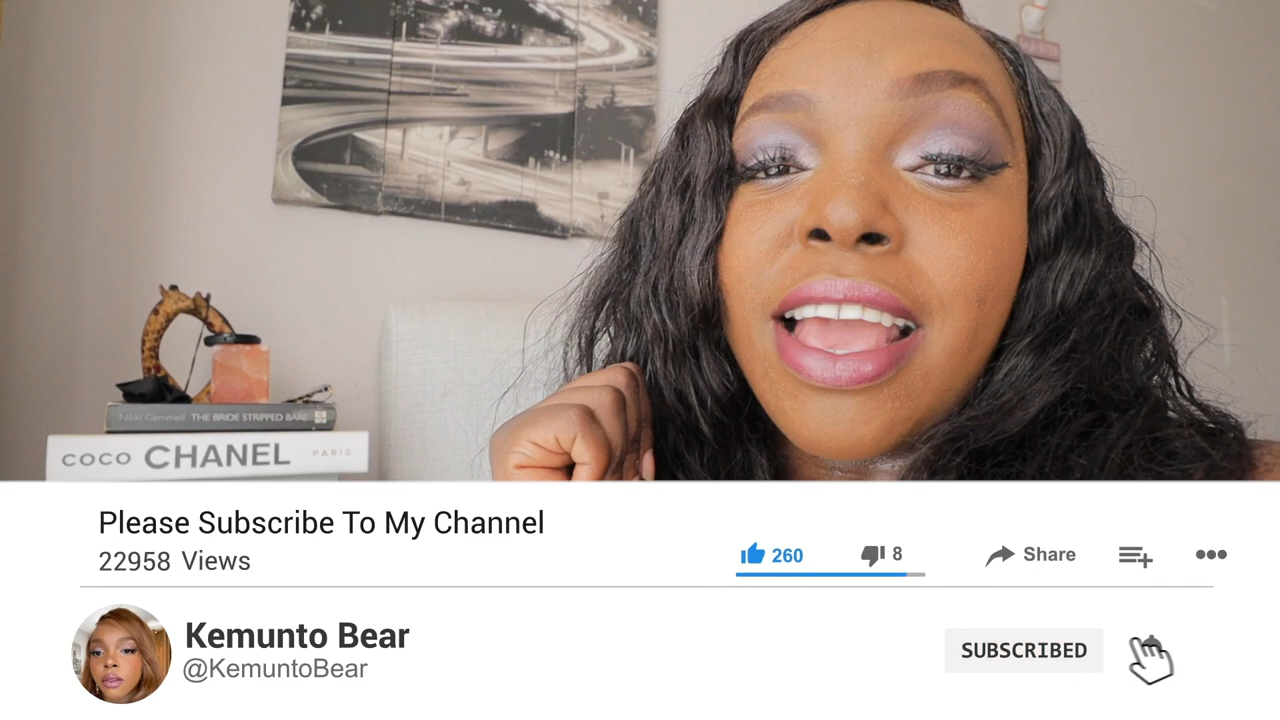 Nikki Gemmell THE BRIDE STRIPPED BARE
COCO CHANEL PARIS
Please Subscribe To My Channel
22958 Views
260
8
Share
Kemunto Bear
@KemuntoBear
SUBSCRIBED